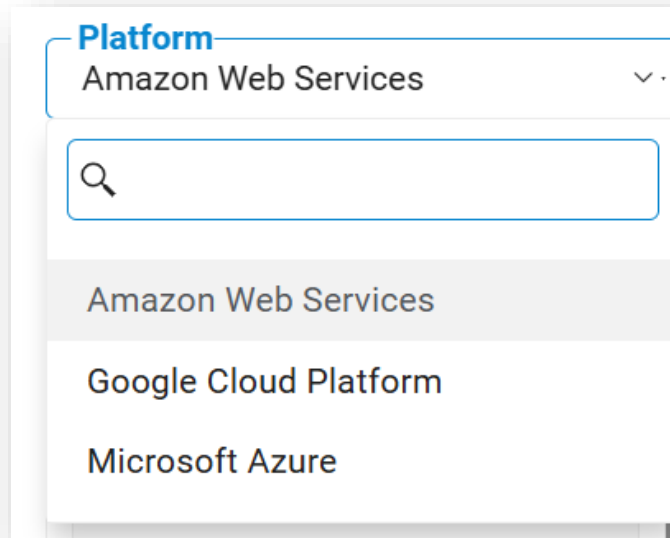 Platform
Amazon Web Services
Amazon Web Services
Google Cloud Platform
Microsoft Azure